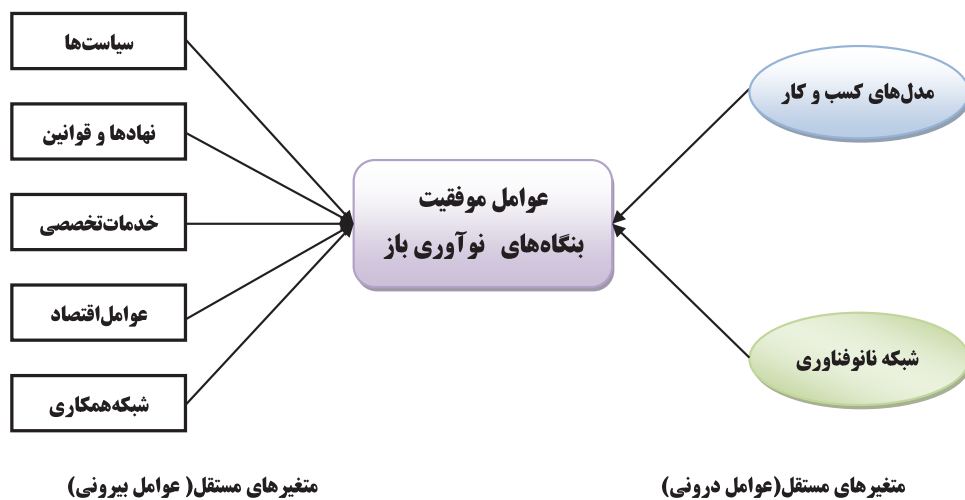 سیاست‌ها
نهادها و قوانین
خدمات‌تخصصی
عوامل‌اقتصاد
شبکه‌همکاری
عوامل موفقیت
بنگاه‌های نوآوری باز
مدل‌های کسب و کار
شبکه نانوفناوری
متغیرهای مستقل(عوامل درونی)
متغیرهای مستقل( عوامل بیرونی)